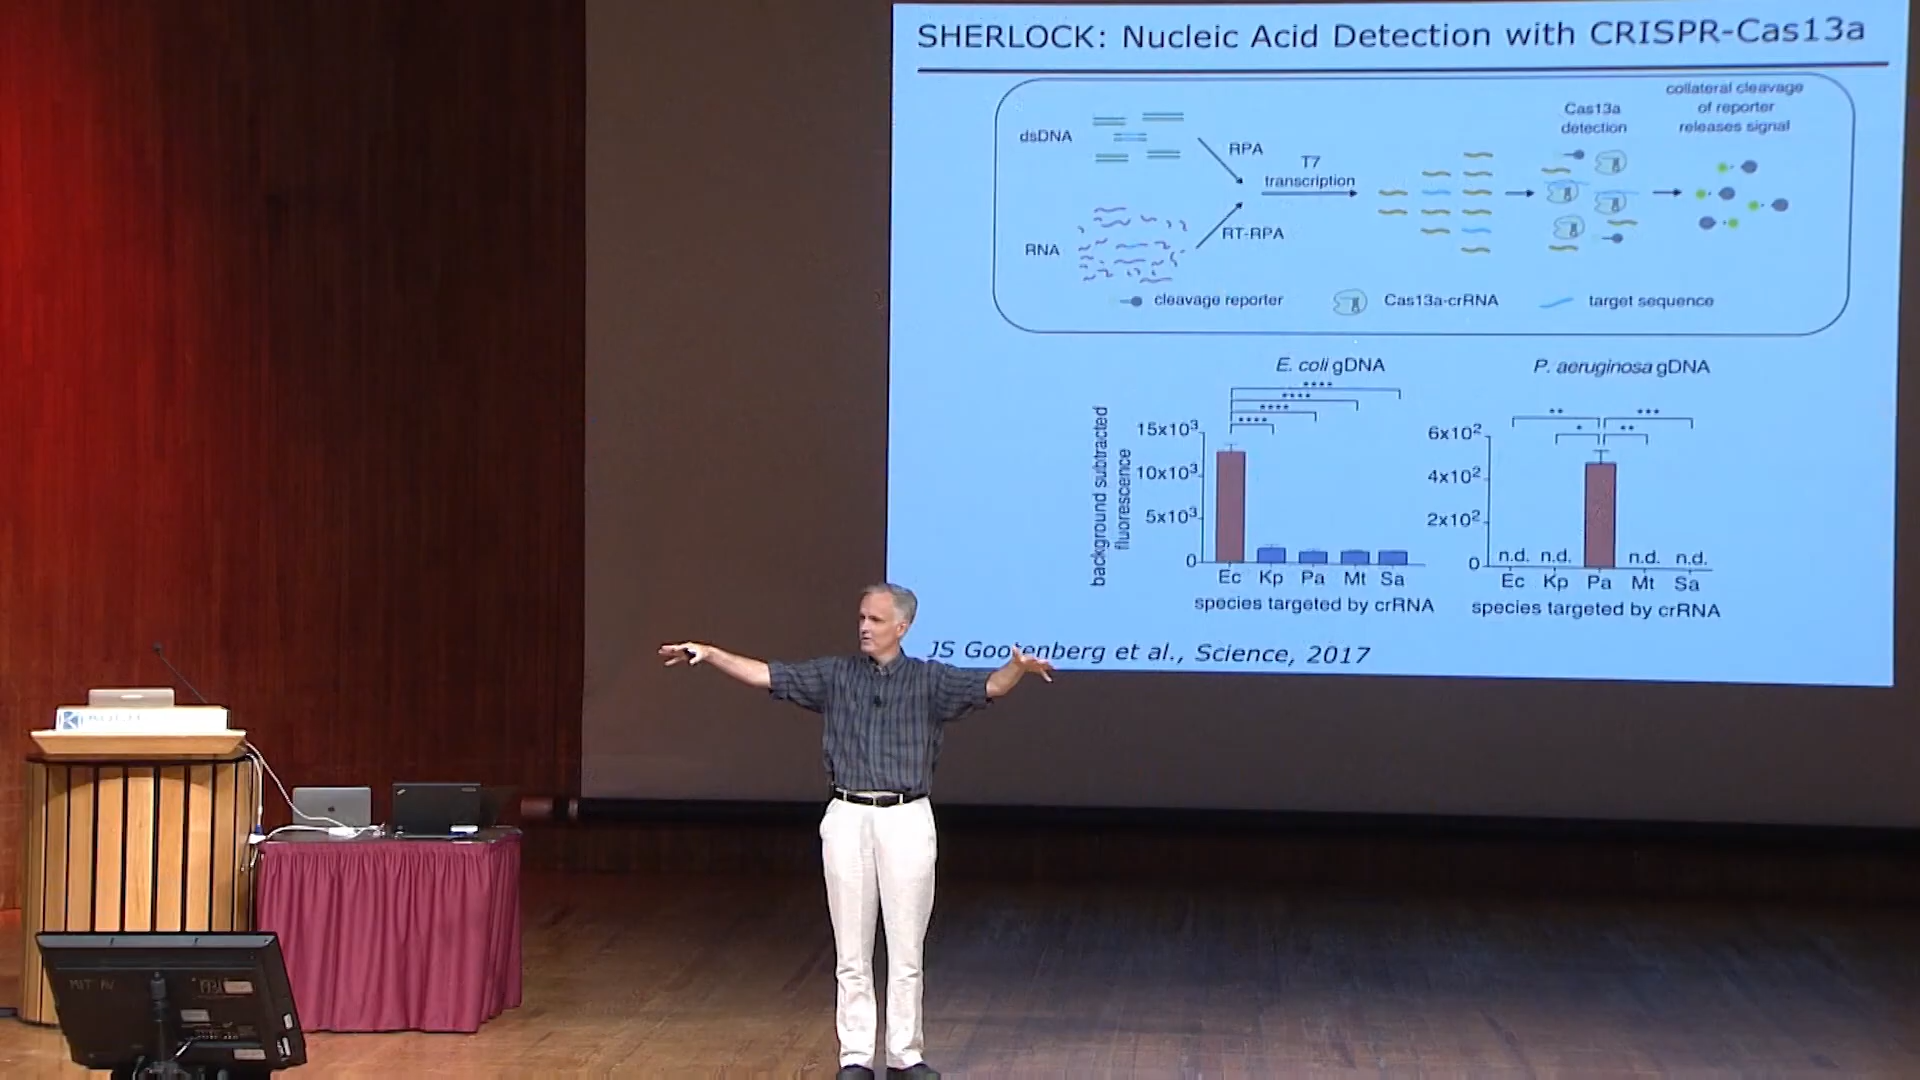 SHERLOCK: Nucleic Acid Detection with CRISPR-Cas13a
collateral cleavage
of reporter
releases signal
Cas13a
detection
dsDNA
RPA
T7
transcription
RNA
RT-RPA
cleavage reporter
Cas13a-crRNA
target sequence
E. coli gDNA
****
****
****
****
background subtracted
fluorescence
15x10³
10x10³
5x10³
0
Ec Kp Pa Mt Sa
species targeted by crRNA
P. aeruginosa gDNA
** ***
* **
6x10²
4x10²
2x10²
0
n.d. n.d. n.d. n.d.
Ec Kp Pa Mt Sa
species targeted by crRNA
JS Gootenberg et al., Science, 2017
MIT AV